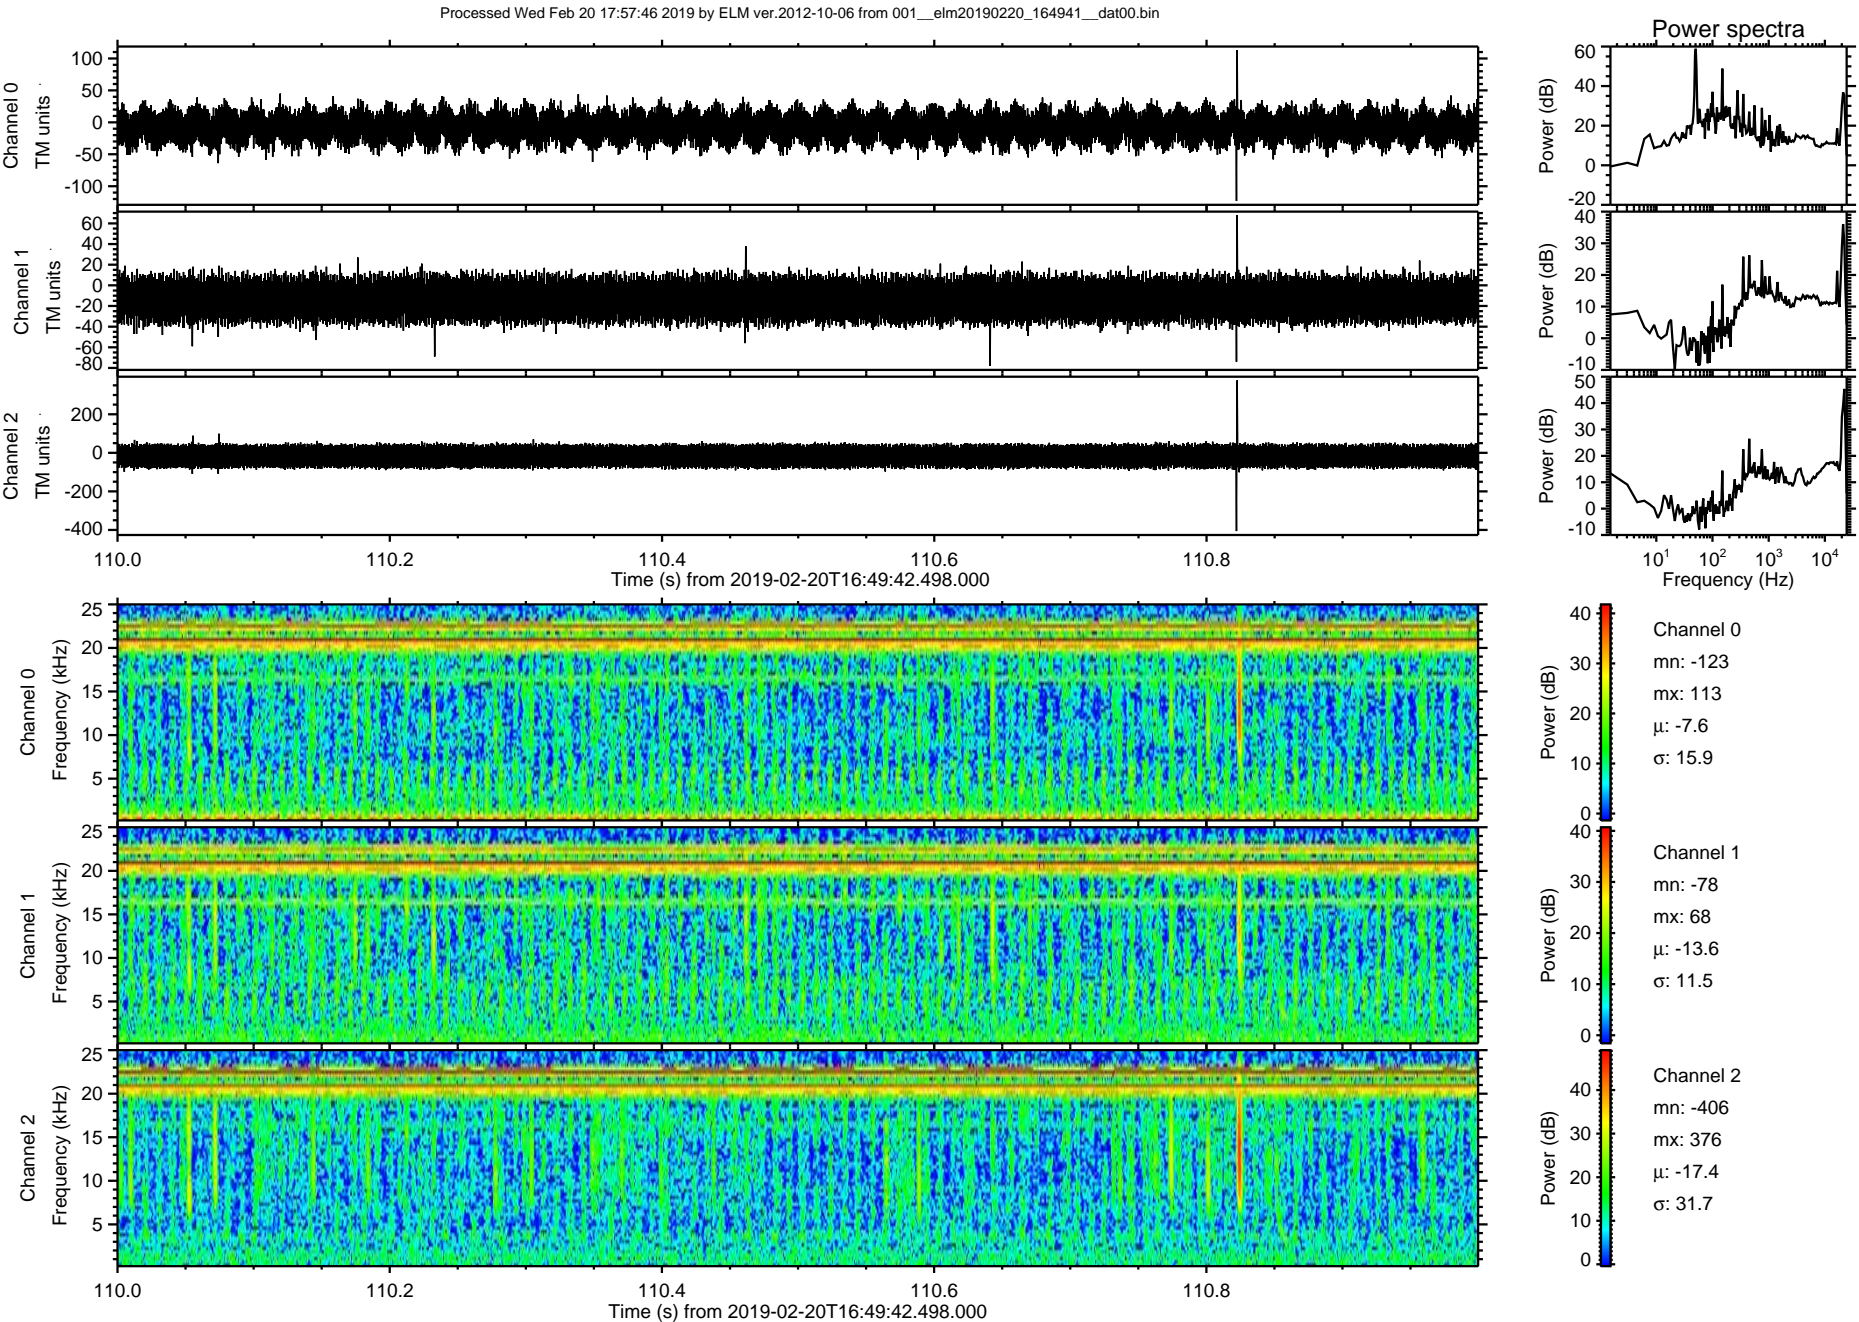 Processed Wed Feb 20 17:57:46 2019 by ELM ver.2012-10-06 from 001__elm20190220_164941__dat00.bin
Power spectra
Channel 0
TM units
100
50
0
-50
-100
Power (dB)
60
40
20
0
-20
Channel 1
TM units
60
40
20
0
-20
-40
-60
-80
Power (dB)
40
30
20
10
0
-10
Channel 2
TM units
200
0
-200
-400
Power (dB)
50
40
30
20
10
0
-10
110.0 110.2 110.4 110.6 110.8
Time (s) from 2019-02-20T16:49:42.498.000
10¹ 10² 10³ 10⁴
Frequency (Hz)
Channel 0
Frequency (kHz)
25
20
15
10
5
Power (dB)
40
30
20
10
0
Channel 0
mn: -123
mx: 113
μ: -7.6
σ: 15.9
Channel 1
Frequency (kHz)
25
20
15
10
5
Power (dB)
40
30
20
10
0
Channel 1
mn: -78
mx: 68
μ: -13.6
σ: 11.5
Channel 2
Frequency (kHz)
25
20
15
10
5
Power (dB)
40
30
20
10
0
Channel 2
mn: -406
mx: 376
μ: -17.4
σ: 31.7
110.0 110.2 110.4 110.6 110.8
Time (s) from 2019-02-20T16:49:42.498.000